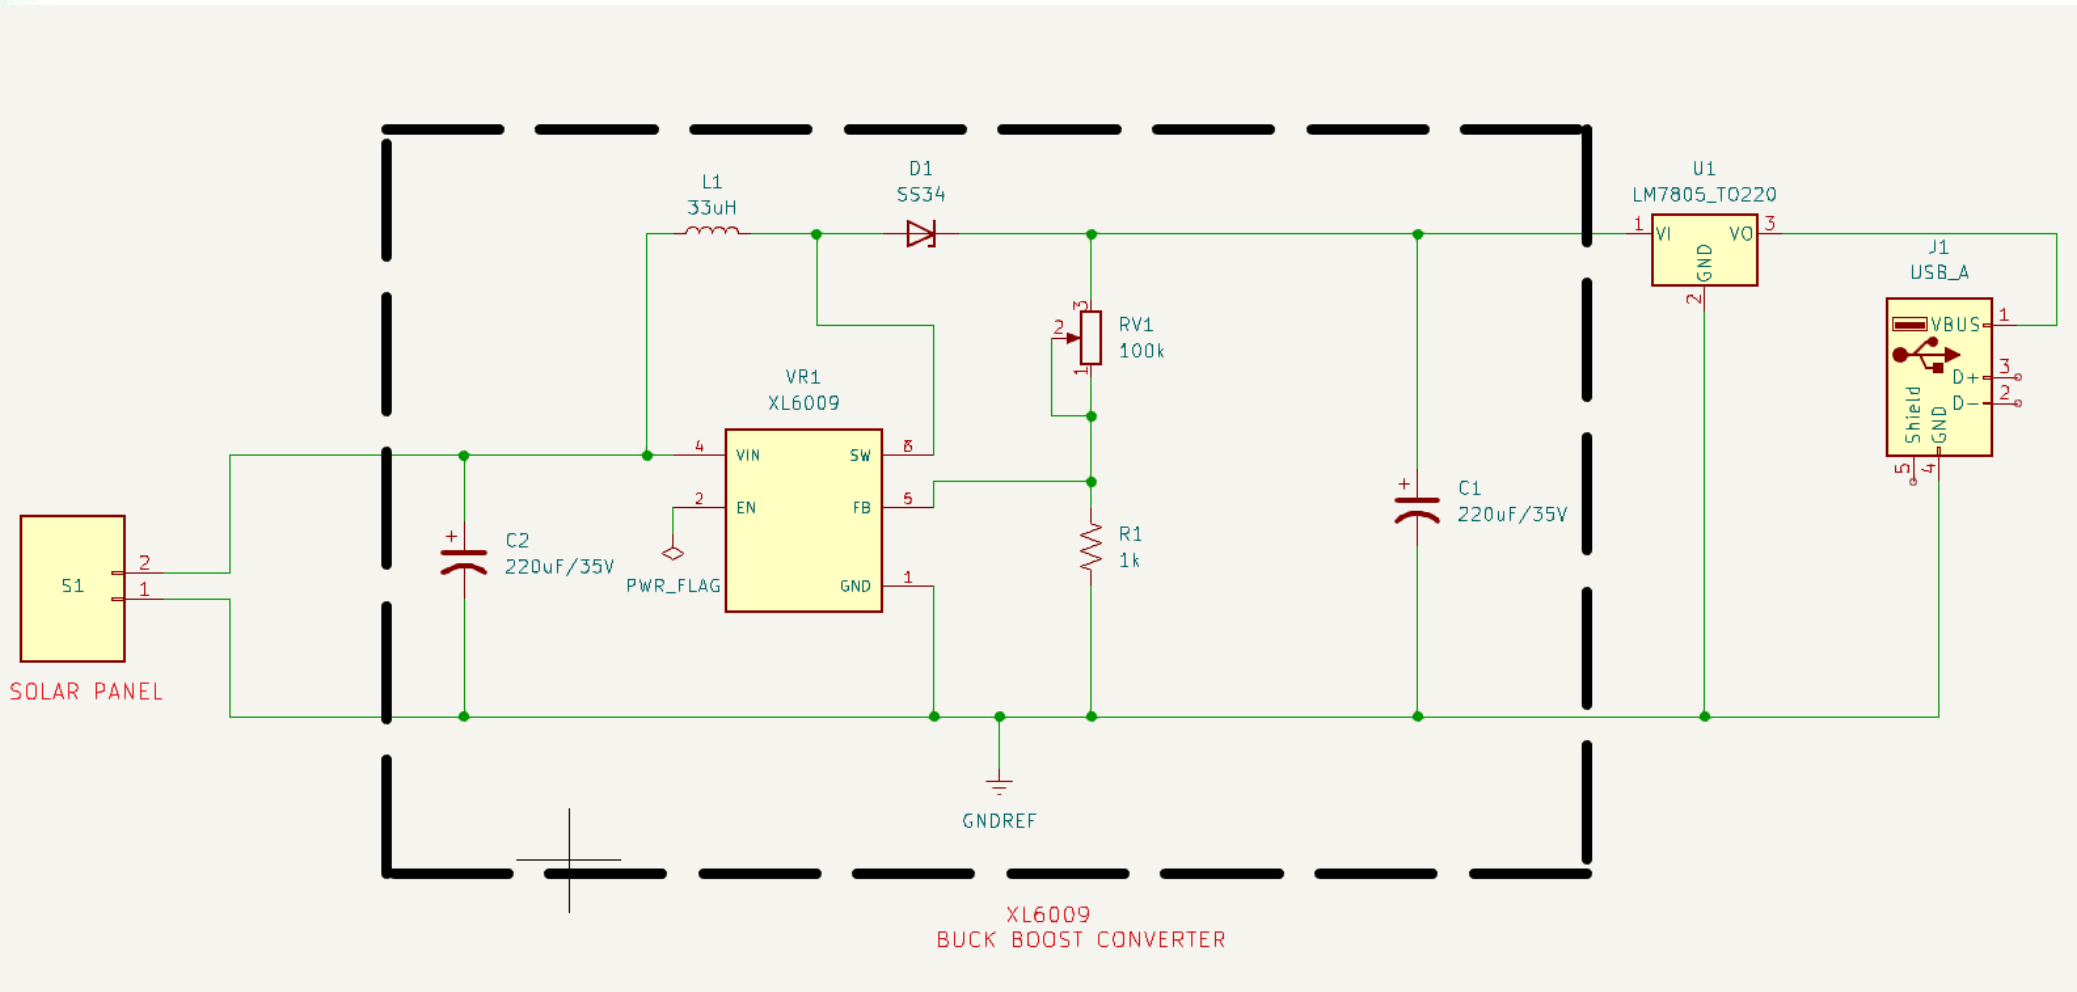 L1
33uH
D1
SS34
U1
LM7805_TO220
1
VI
VO
3
GND
2
J1
USB_A
VBUS
1
D+
3
D-
2
Shield
GND
5
4
3
2
1
RV1
100k
VR1
XL6009
4
VIN
SW
2
EN
FB
5
GND
1
PWR_FLAG
+
C2
220uF/35V
R1
1k
+
C1
220uF/35V
S1
2
1
SOLAR PANEL
GNDREF
XL6009
BUCK BOOST CONVERTER